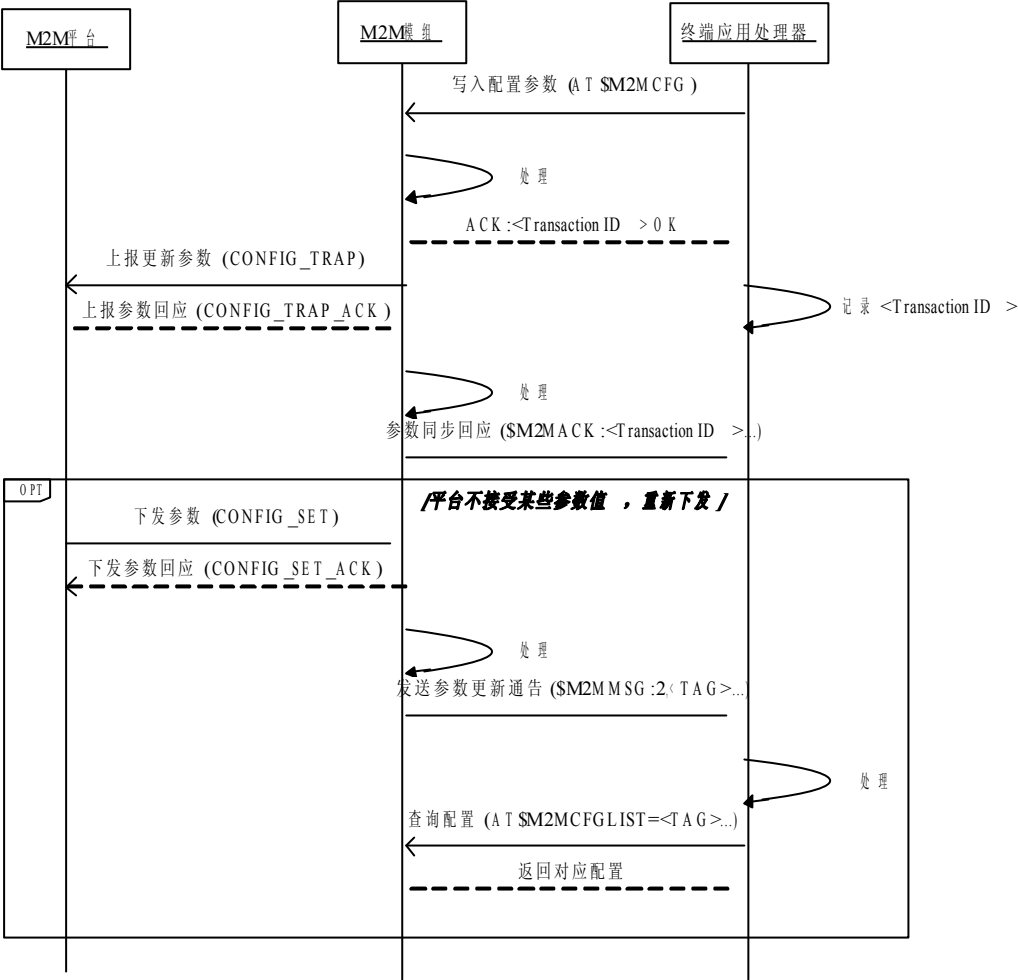 M2M平台
M2M模组
终端应用处理器
写入配置参数 (AT$M2MCFG)
处理
ACK:<Transaction ID>OK
上报更新参数 (CONFIG_TRAP)
上报参数回应 (CONFIG_TRAP_ACK)
记录 <Transaction ID>
处理
参数同步回应 ($M2MACK:<Transaction ID>...)
OPT
[平台不接受某些参数值，重新下发]
下发参数 (CONFIG_SET)
下发参数回应 (CONFIG_SET_ACK)
处理
发送参数更新通告 ($M2MMSG:2,<TAG>...)
处理
查询配置 (AT$M2MCFGLIST=<TAG>...)
返回对应配置